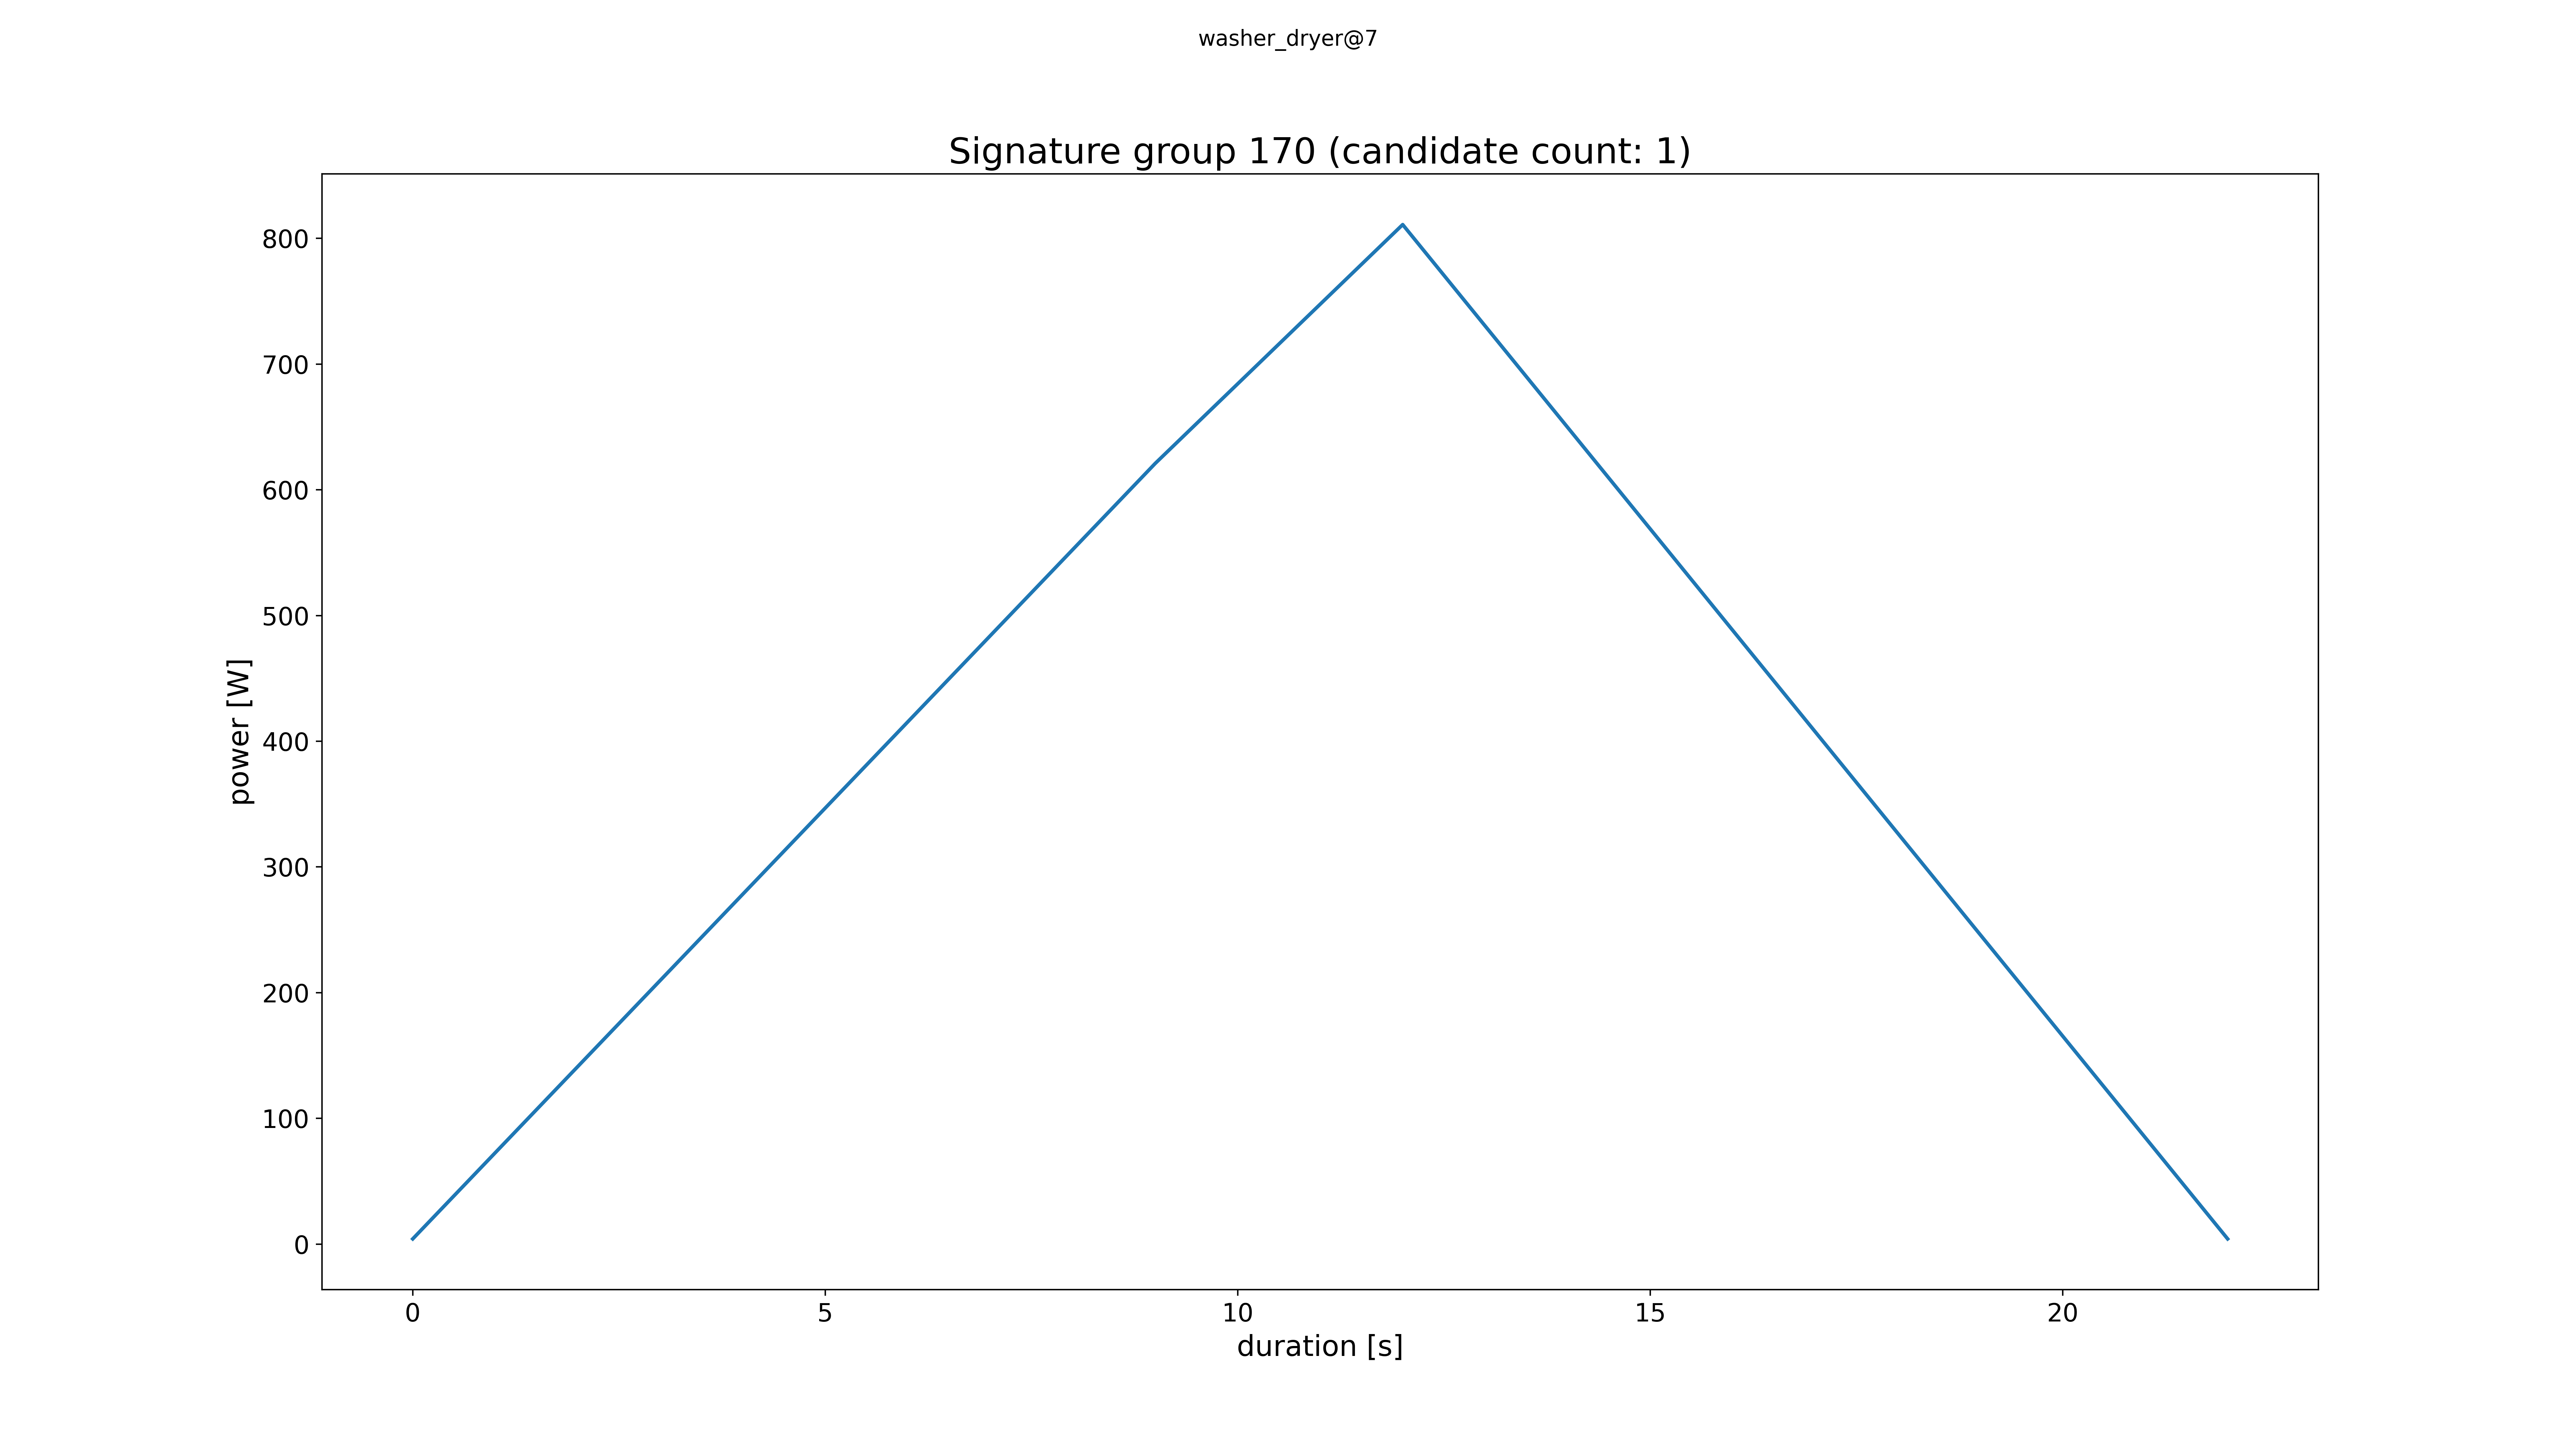 washer_dryer@7
Signature group 170 (candidate count: 1)
800
700
600
500
400
300
200
100
0
power [W]
0 5 10 15 20
duration [s]